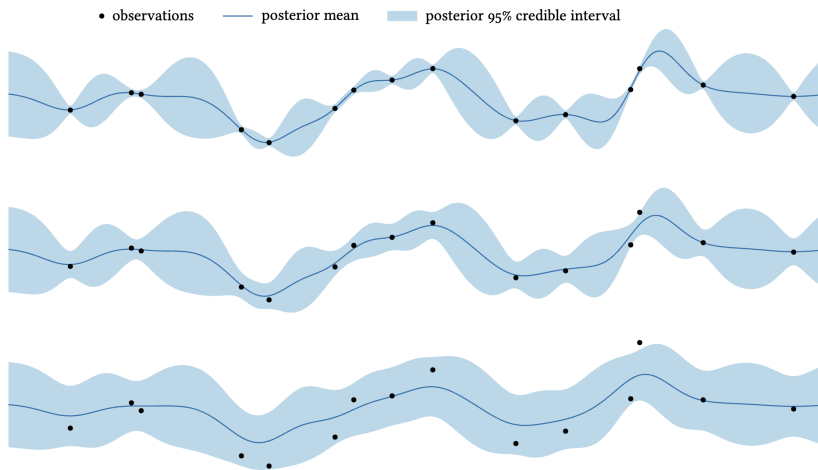 observations posterior mean posterior 95% credible interval